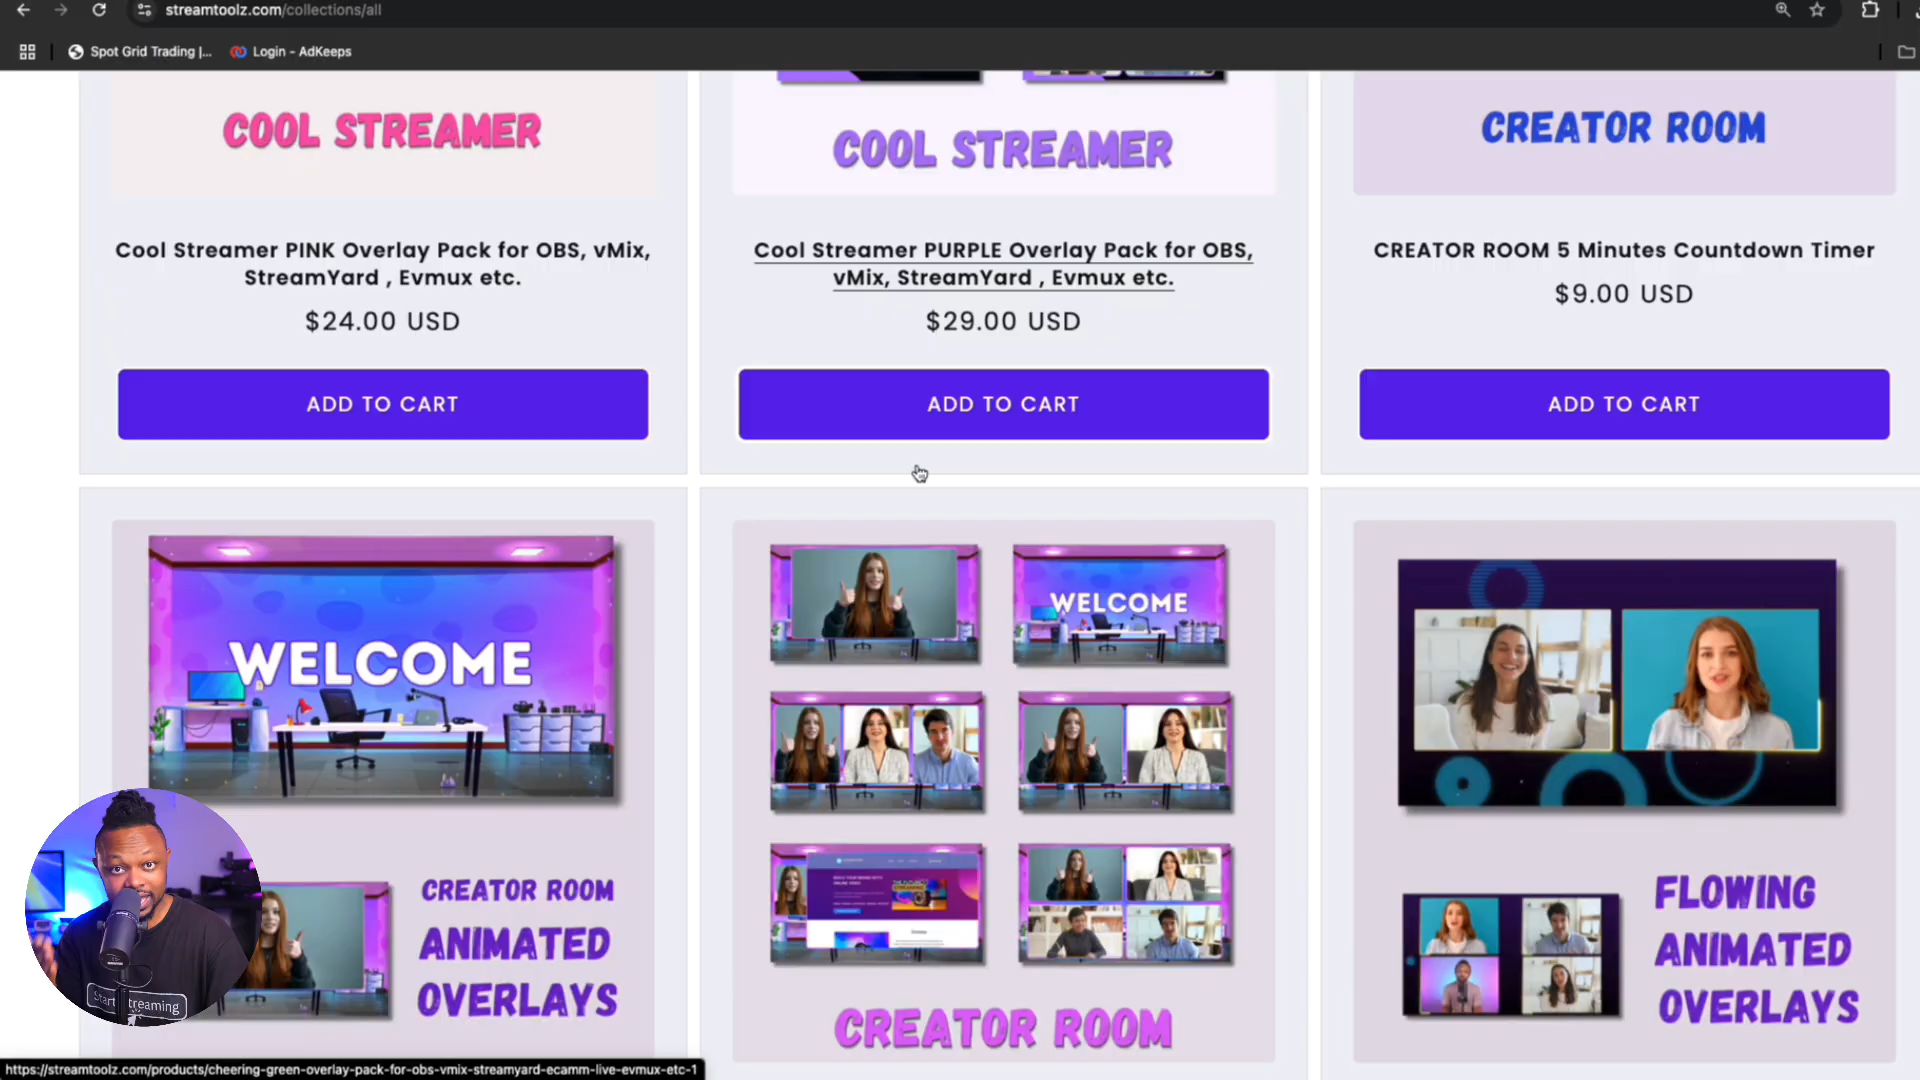 streamtoolz.com/collections/all
Spot Grid Trading |...
Login - AdKeeps
COOL STREAMER
COOL STREAMER
CREATOR ROOM
Cool Streamer PINK Overlay Pack for OBS, vMix,
StreamYard , Evmux etc.
$24.00 USD
ADD TO CART
Cool Streamer PURPLE Overlay Pack for OBS,
vMix, StreamYard , Evmux etc.
$29.00 USD
ADD TO CART
CREATOR ROOM 5 Minutes Countdown Timer
$9.00 USD
ADD TO CART
WELCOME
CREATOR ROOM
ANIMATED
OVERLAYS
WELCOME
CREATOR ROOM
FLOWING
ANIMATED
OVERLAYS
https://streamtoolz.com/products/cheering-green-overlay-pack-for-obs-vmix-streamyard-ecamm-live-evmux-etc-1